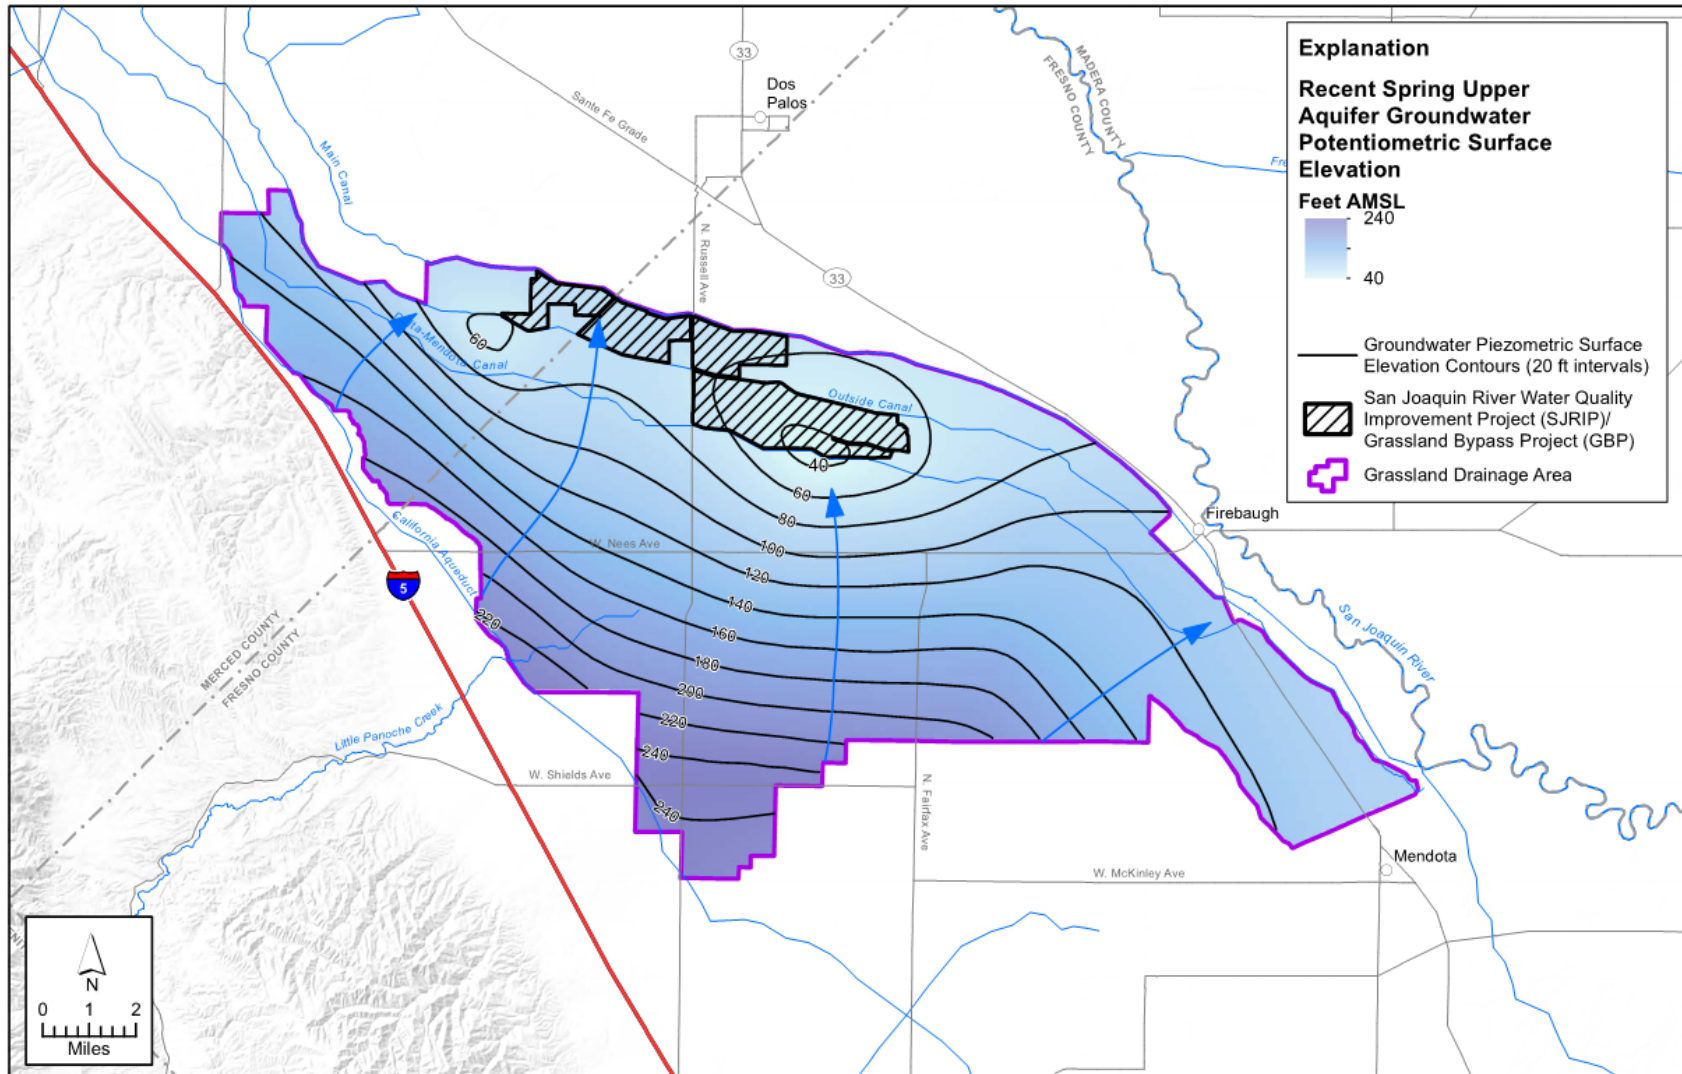 Explanation
Recent Spring Upper
Aquifer Groundwater
Potentiometric Surface
Elevation
Feet AMSL
240
40
Groundwater Piezometric Surface
Elevation Contours (20 ft intervals)
San Joaquin River Water Quality
Improvement Project (SJRIP)/
Grassland Bypass Project (GBP)
Grassland Drainage Area
33
Dos
Palos
Sante Fe Grade
MADERA COUNTY
FRESNO COUNTY
Fre
Main Canal
N. Russell Ave
33
Delta-Mendota Canal
Outside Canal
60
40
60
80
100
120
140
160
180
200
220
240
240
220
W. Nees Ave
Firebaugh
California Aqueduct
5
San Joaquin River
MERCED COUNTY
FRESNO COUNTY
Little Panoche Creek
W. Shields Ave
N. Fairfax Ave
W. McKinley Ave
Mendota
N
0 1 2
Miles